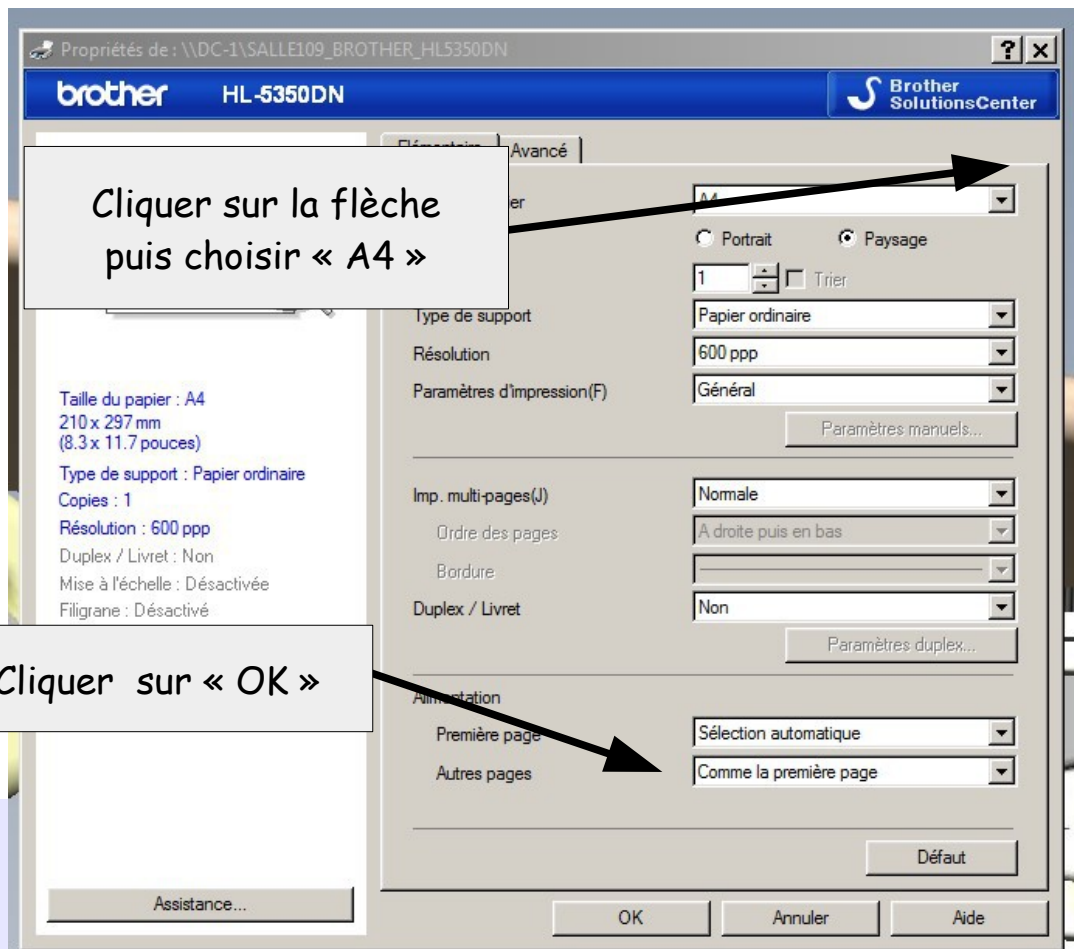 Propriétés de : \\DC-1\SALLE109_BROTHER_HL5350DN
brother HL-5350DN
Brother
SolutionsCenter
Elémentaire Avancé
Cliquer sur la flèche
puis choisir « A4 »
er A4
Portrait Paysage
1 Trier
Type de support Papier ordinaire
Résolution 600 ppp
Paramètres d'impression(F) Général
Paramètres manuels...
Taille du papier : A4
210 x 297 mm
(8.3 x 11.7 pouces)
Type de support : Papier ordinaire
Copies : 1
Résolution : 600 ppp
Duplex / Livret : Non
Mise à l'échelle : Désactivée
Filigrane : Désactivé
Imp. multi-pages(J) Normale
Ordre des pages A droite puis en bas
Bordure
Duplex / Livret Non
Paramètres duplex...
Cliquer sur « OK »
Alimentation
Première page Sélection automatique
Autres pages Comme la première page
Défaut
Assistance...
OK Annuler Aide